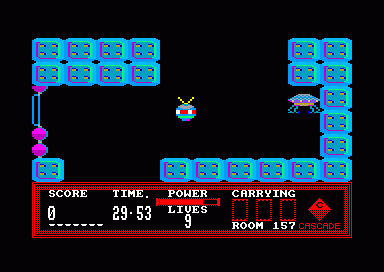 SCORE TIME. POWER CARRYING
0 29·53 LIVES
9
ROOM 157 CASCADE
C